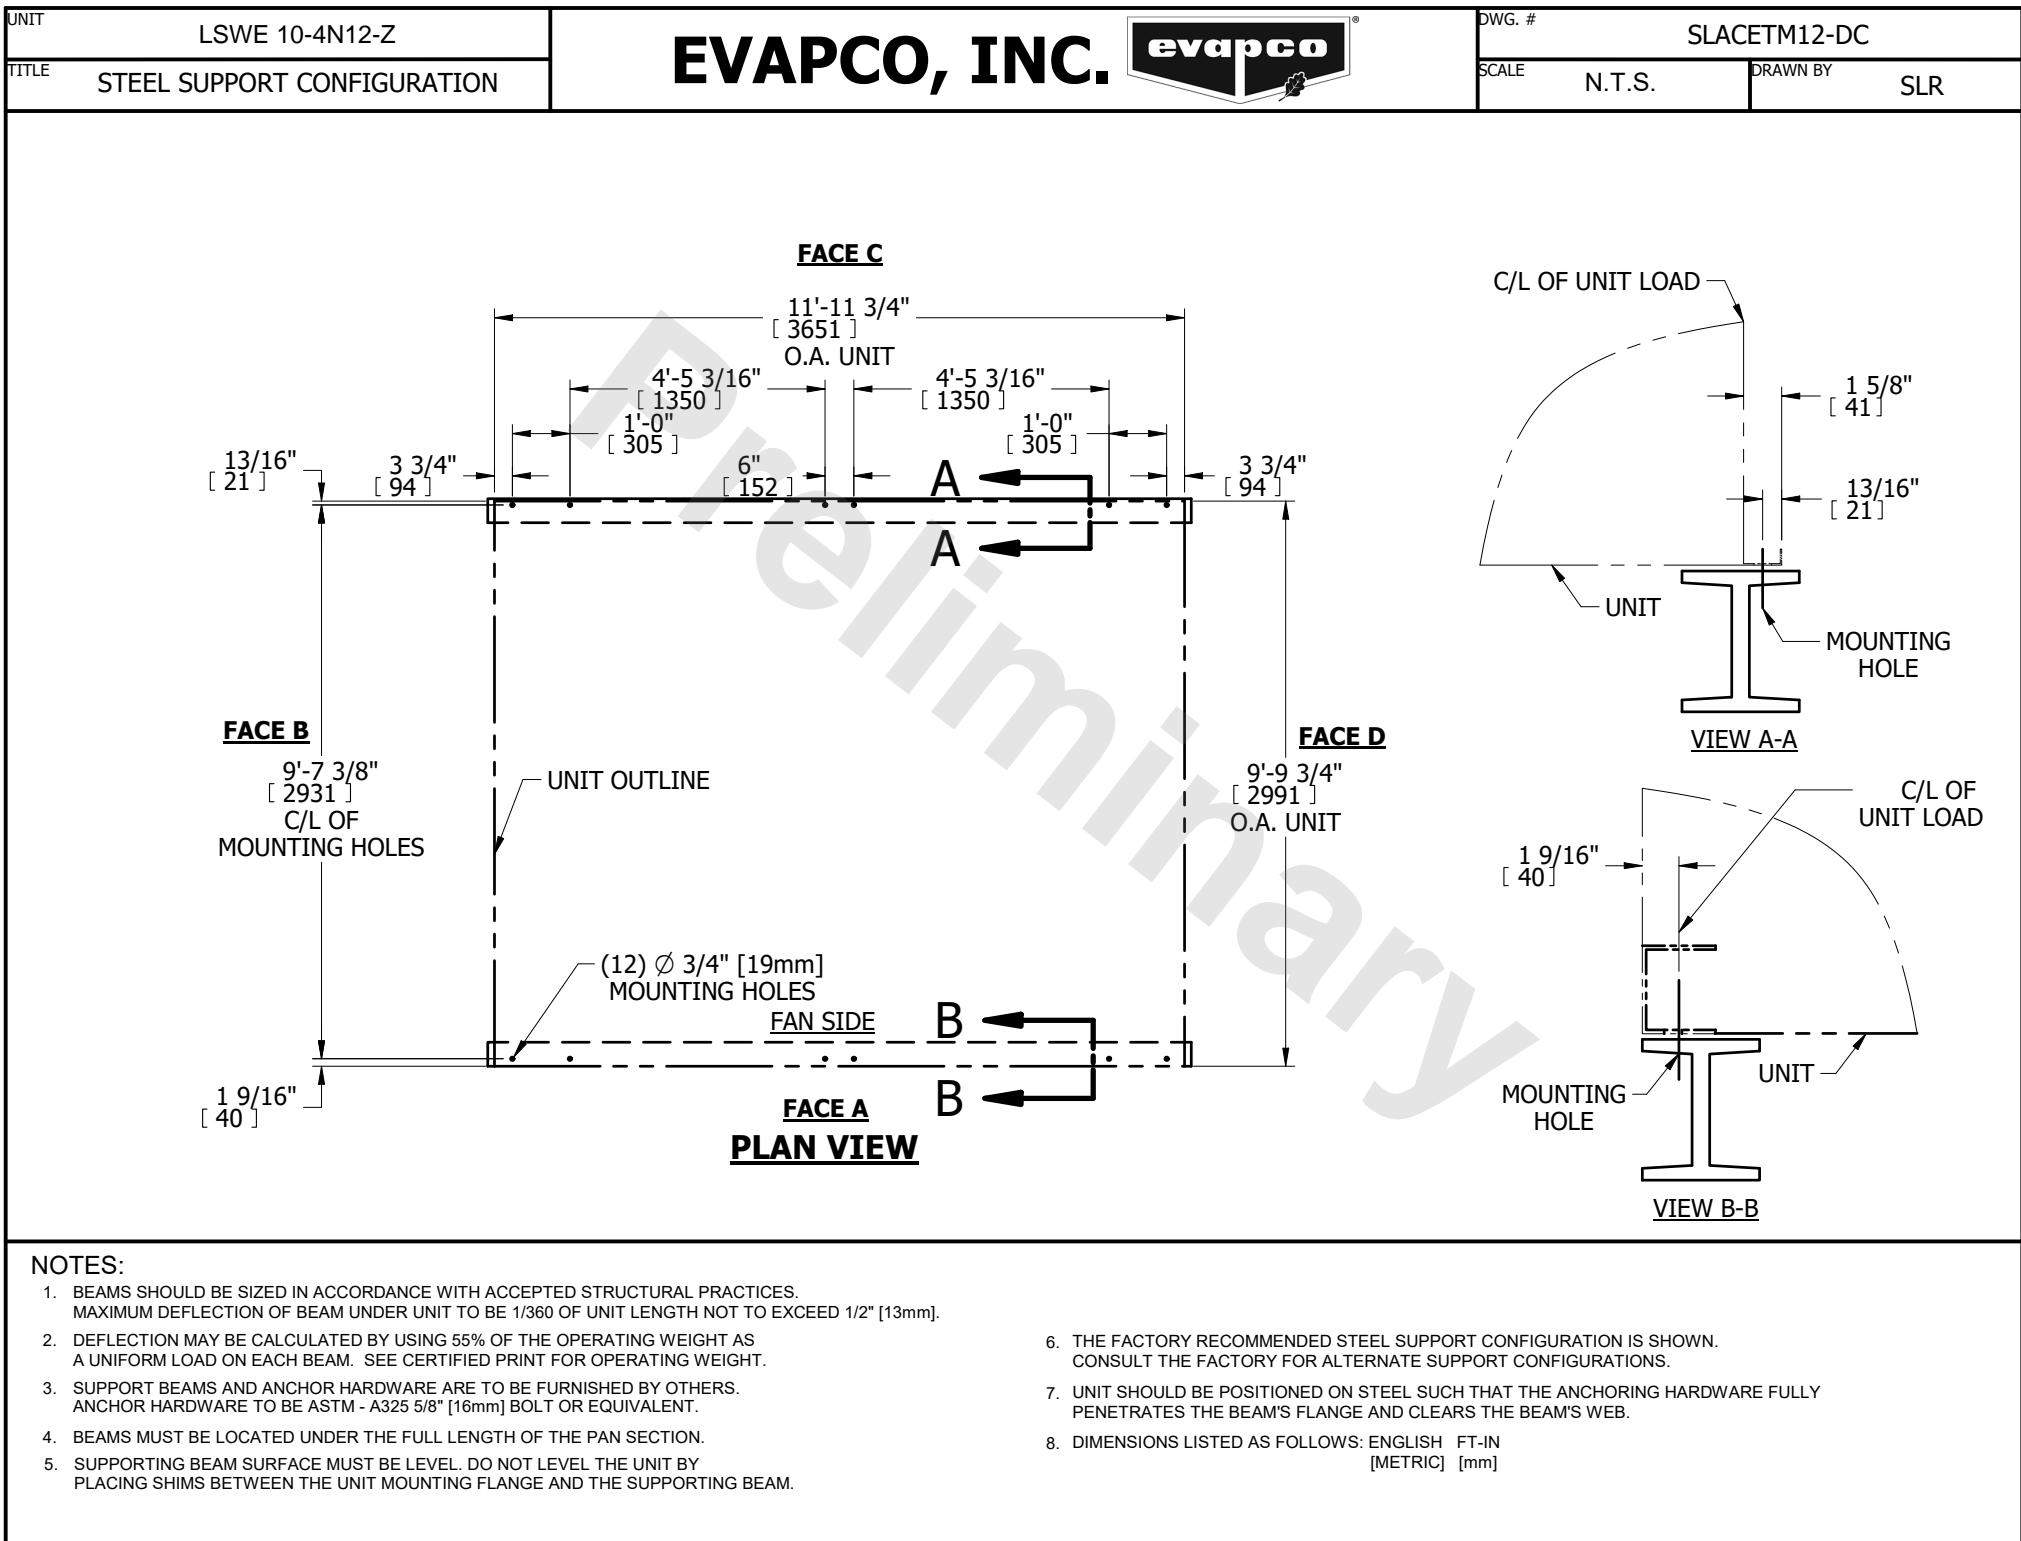 UNIT
LSWE 10-4N12-Z
TITLE
STEEL SUPPORT CONFIGURATION
EVAPCO, INC.
evapco
®
DWG. #
SLACETM12-DC
SCALE
N.T.S.
DRAWN BY
SLR
FACE C
11'-11 3/4"
[ 3651 ]
O.A. UNIT
4'-5 3/16"
[ 1350 ]
4'-5 3/16"
[ 1350 ]
1'-0"
[ 305 ]
1'-0"
[ 305 ]
13/16"
[ 21 ]
3 3/4"
[ 94 ]
6"
[ 152 ]
A
3 3/4"
[ 94 ]
A
FACE B
9'-7 3/8"
[ 2931 ]
C/L OF
MOUNTING HOLES
UNIT OUTLINE
FACE D
9'-9 3/4"
[ 2991 ]
O.A. UNIT
(12) Ø 3/4" [19mm]
MOUNTING HOLES
FAN SIDE
B
1 9/16"
[ 40 ]
B
FACE A
PLAN VIEW
Preliminary
C/L OF UNIT LOAD
1 5/8"
[ 41]
13/16"
[ 21]
UNIT
MOUNTING
HOLE
VIEW A-A
C/L OF
UNIT LOAD
1 9/16"
[ 40]
UNIT
MOUNTING
HOLE
VIEW B-B
NOTES:
1. BEAMS SHOULD BE SIZED IN ACCORDANCE WITH ACCEPTED STRUCTURAL PRACTICES.
MAXIMUM DEFLECTION OF BEAM UNDER UNIT TO BE 1/360 OF UNIT LENGTH NOT TO EXCEED 1/2" [13mm].
2. DEFLECTION MAY BE CALCULATED BY USING 55% OF THE OPERATING WEIGHT AS
A UNIFORM LOAD ON EACH BEAM. SEE CERTIFIED PRINT FOR OPERATING WEIGHT.
3. SUPPORT BEAMS AND ANCHOR HARDWARE ARE TO BE FURNISHED BY OTHERS.
ANCHOR HARDWARE TO BE ASTM - A325 5/8" [16mm] BOLT OR EQUIVALENT.
4. BEAMS MUST BE LOCATED UNDER THE FULL LENGTH OF THE PAN SECTION.
5. SUPPORTING BEAM SURFACE MUST BE LEVEL. DO NOT LEVEL THE UNIT BY
PLACING SHIMS BETWEEN THE UNIT MOUNTING FLANGE AND THE SUPPORTING BEAM.
6. THE FACTORY RECOMMENDED STEEL SUPPORT CONFIGURATION IS SHOWN.
CONSULT THE FACTORY FOR ALTERNATE SUPPORT CONFIGURATIONS.
7. UNIT SHOULD BE POSITIONED ON STEEL SUCH THAT THE ANCHORING HARDWARE FULLY
PENETRATES THE BEAM'S FLANGE AND CLEARS THE BEAM'S WEB.
8. DIMENSIONS LISTED AS FOLLOWS: ENGLISH FT-IN
[METRIC] [mm]